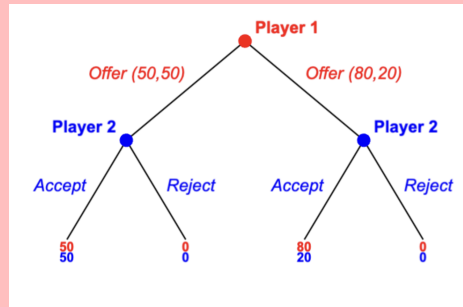 Player 1
Offer (50,50)
Offer (80,20)
Player 2
Player 2
Accept
Reject
Accept
Reject
50
50
0
0
80
20
0
0